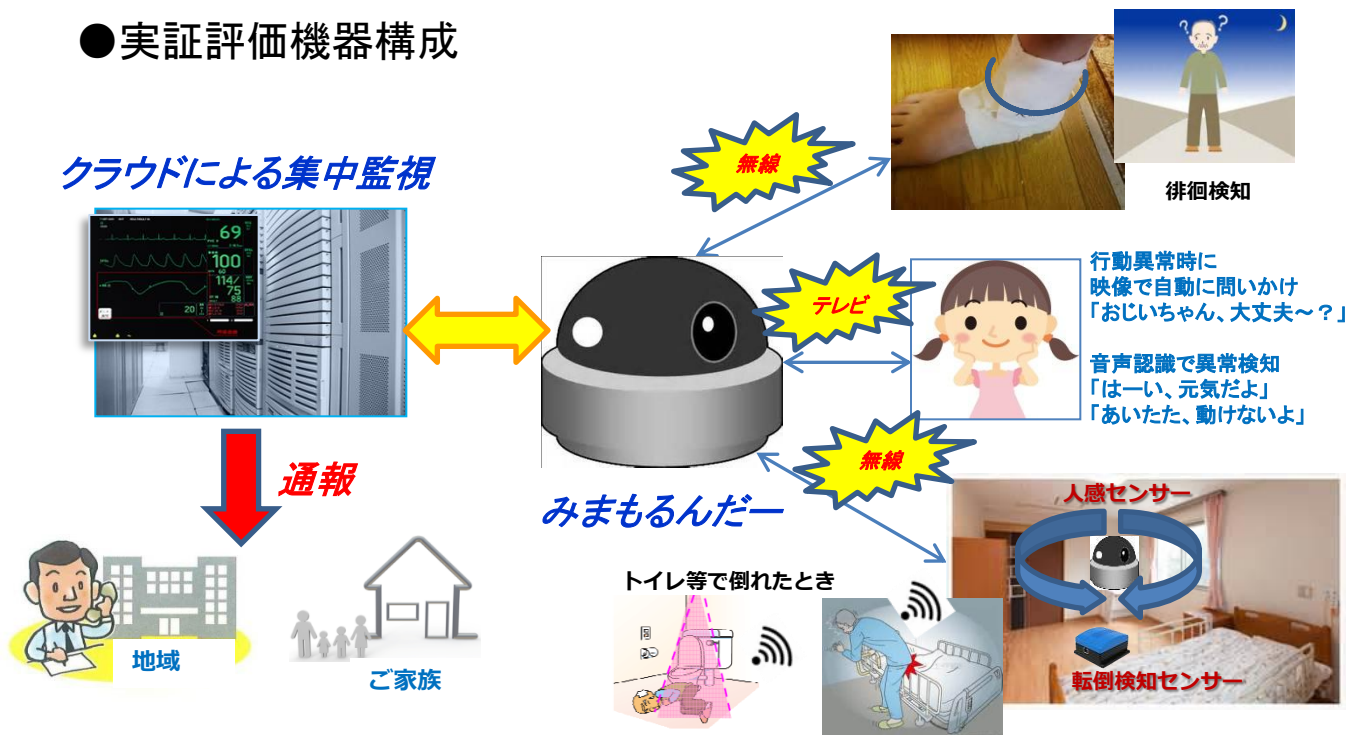 ●実証評価機器構成
クラウドによる集中監視
69
100
114/
75
88
20
無線
徘徊検知
テレビ
行動異常時に
映像で自動に問いかけ
「おじいちゃん、大丈夫～？」
音声認識で異常検知
「はーい、元気だよ」
「あいたた、動けないよ」
通報
みまもるんだー
無線
人感センサー
転倒検知センサー
トイレ等で倒れたとき
地域
ご家族